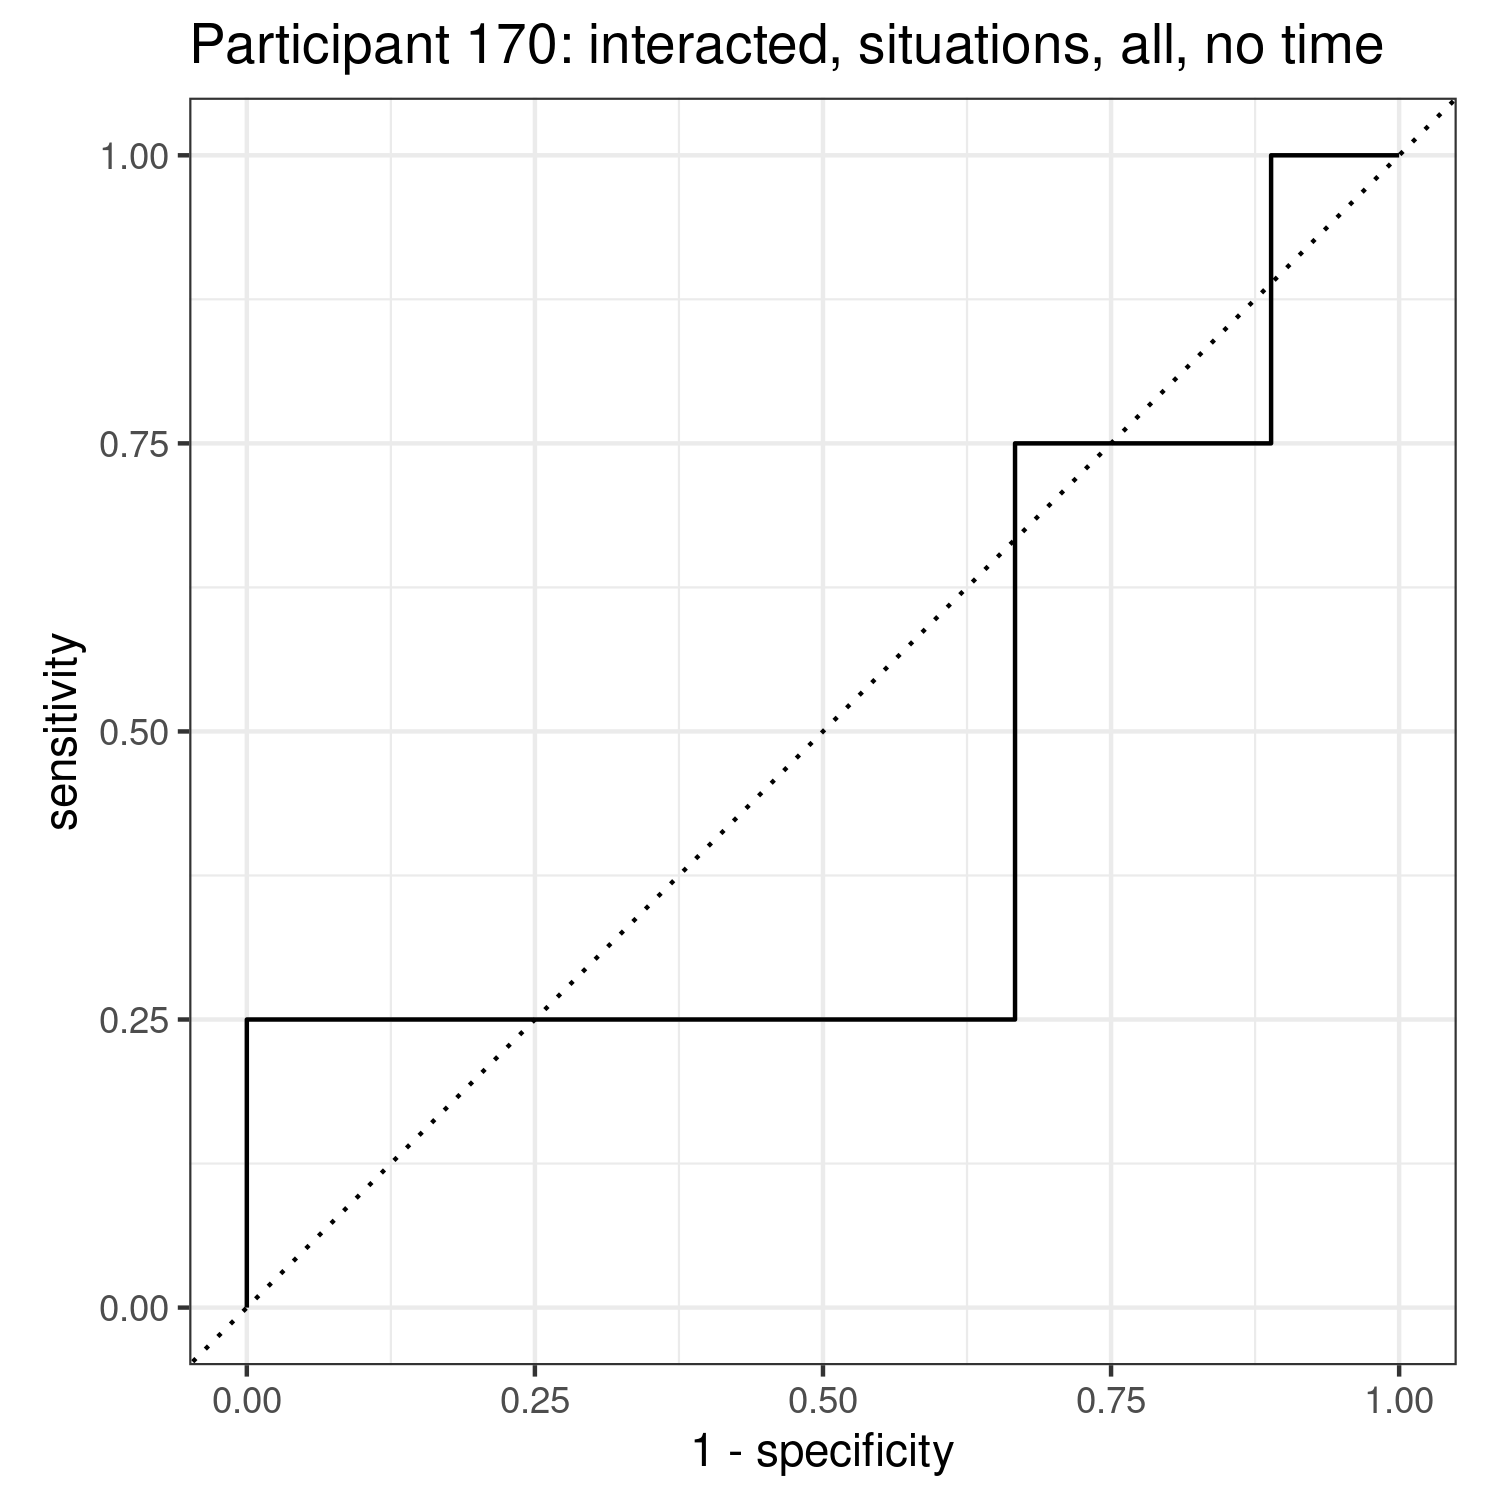 Participant 170: interacted, situations, all, no time
1.00
0.75
0.50
0.25
0.00
sensitivity
0.00 0.25 0.50 0.75 1.00
1 - specificity